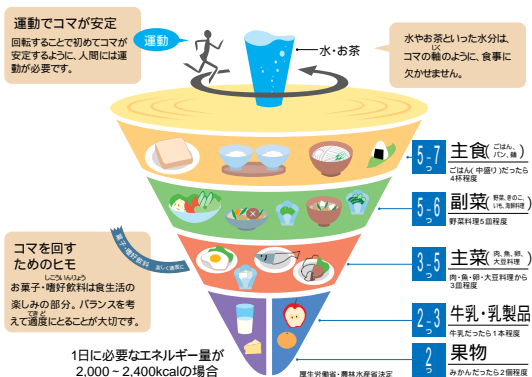 運動でコマが安定
回転することで初めてコマが
安定するように、人間には運
動が必要です。
運動
水・お茶
水やお茶といった水分は、
じく
コマの軸のように、食事に
欠かせません。
5-7
つ
主食(ごはん、パン、麺)
ごはん(中盛り)だったら
4杯程度
5-6
つ
副菜(野菜、きのこ、いも、海藻料理)
野菜料理5皿程度
3-5
つ
主菜(肉、魚、卵、大豆料理)
肉・魚・卵・大豆料理から
3皿程度
2-3
つ
牛乳・乳製品
牛乳だったら1本程度
2
つ
果物
みかんだったら2個程度
菓子・嗜好飲料 楽しく適度に
コマを回す
ためのヒモ
しこういんりょう
お菓子・嗜好飲料は食生活の
楽しみの部分。バランスを考
てきど
えて適度にとることが大切です。
1日に必要なエネルギー量が
2,000~2,400kcalの場合
厚生労働省・農林水産省決定